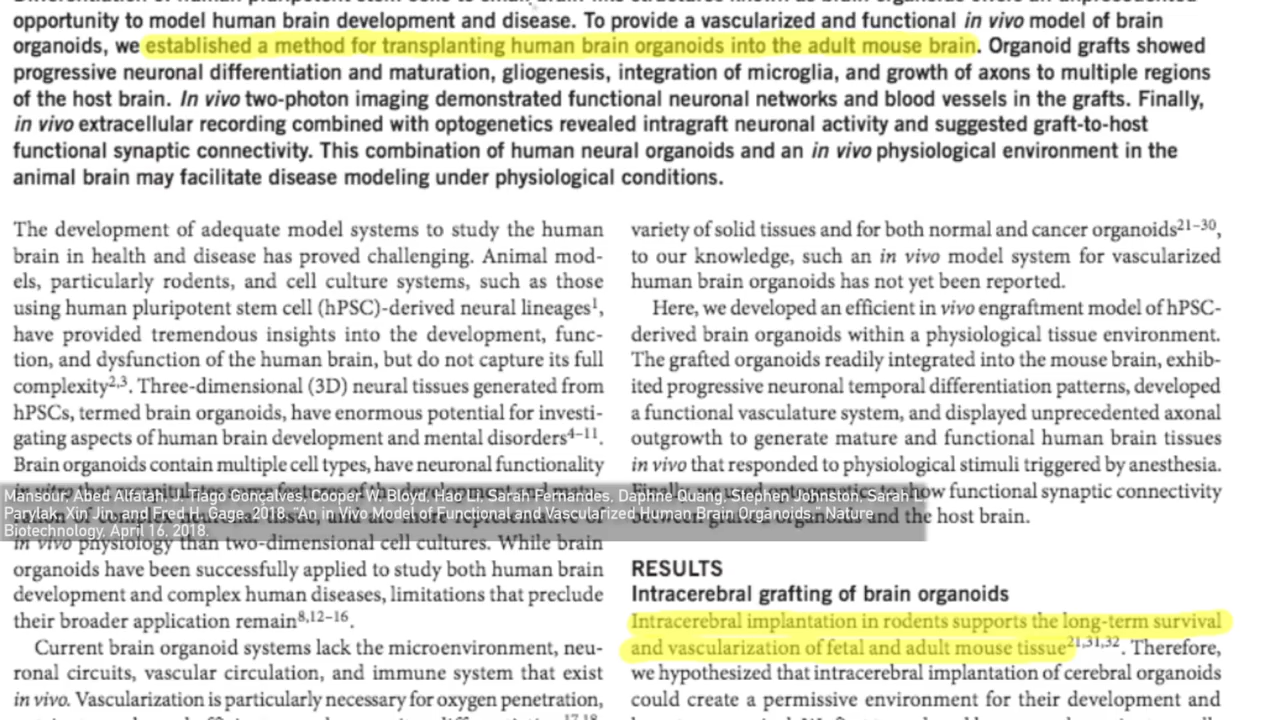 opportunity to model human brain development and disease. To provide a vascularized and functional in vivo model of brain
organoids, we established a method for transplanting human brain organoids into the adult mouse brain. Organoid grafts showed
progressive neuronal differentiation and maturation, gliogenesis, integration of microglia, and growth of axons to multiple regions
of the host brain. In vivo two-photon imaging demonstrated functional neuronal networks and blood vessels in the grafts. Finally,
in vivo extracellular recording combined with optogenetics revealed intragraft neuronal activity and suggested graft-to-host
functional synaptic connectivity. This combination of human neural organoids and an in vivo physiological environment in the
animal brain may facilitate disease modeling under physiological conditions.
The development of adequate model systems to study the human
brain in health and disease has proved challenging. Animal mod-
els, particularly rodents, and cell culture systems, such as those
using human pluripotent stem cell (hPSC)-derived neural lineages1,
have provided tremendous insights into the development, func-
tion, and dysfunction of the human brain, but do not capture its full
complexity2,3. Three-dimensional (3D) neural tissues generated from
hPSCs, termed brain organoids, have enormous potential for investi-
gating aspects of human brain development and mental disorders4–11.
Brain organoids contain multiple cell types, have neuronal functionality
in vivo physiology than two-dimensional cell cultures. While brain
organoids have been successfully applied to study both human brain
development and complex human diseases, limitations that preclude
their broader application remain8,12–16.
Current brain organoid systems lack the microenvironment, neu-
ronal circuits, vascular circulation, and immune system that exist
in vivo. Vascularization is particularly necessary for oxygen penetration,
variety of solid tissues and for both normal and cancer organoids21–30,
to our knowledge, such an in vivo model system for vascularized
human brain organoids has not yet been reported.
Here, we developed an efficient in vivo engraftment model of hPSC-
derived brain organoids within a physiological tissue environment.
The grafted organoids readily integrated into the mouse brain, exhib-
ited progressive neuronal temporal differentiation patterns, developed
a functional vasculature system, and displayed unprecedented axonal
outgrowth to generate mature and functional human brain tissues
in vivo that responded to physiological stimuli triggered by anesthesia.
Finally, we used optogenetics to show functional synaptic connectivity
between grafted organoids and the host brain.
RESULTS
Intracerebral grafting of brain organoids
Intracerebral implantation in rodents supports the long-term survival
and vascularization of fetal and adult mouse tissue21,31,32. Therefore,
we hypothesized that intracerebral implantation of cerebral organoids
could create a permissive environment for their development and
Mansour, Abed Alfatah, J. Tiago Gonçalves, Cooper W. Bloyd, Hao Li, Sarah Fernandes, Daphne Quang, Stephen Johnston, Sarah L.
Parylak, Xin Jin, and Fred H. Gage. 2018. "An in Vivo Model of Functional and Vascularized Human Brain Organoids." Nature
Biotechnology, April 16, 2018.